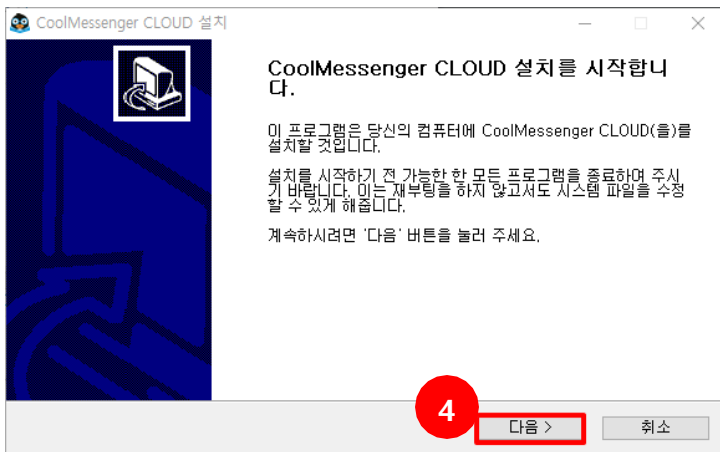 CoolMessenger CLOUD 설치
CoolMessenger CLOUD 설치를 시작합니
다.
이 프로그램은 당신의 컴퓨터에 CoolMessenger CLOUD(을)를
설치할 것입니다.
설치를 시작하기 전 가능한 한 모든 프로그램을 종료하여 주시
기 바랍니다. 이는 재부팅을 하지 않고서도 시스템 파일을 수정
할 수 있게 해줍니다.
계속하시려면 '다음' 버튼을 눌러 주세요.
4
다음 >
취소